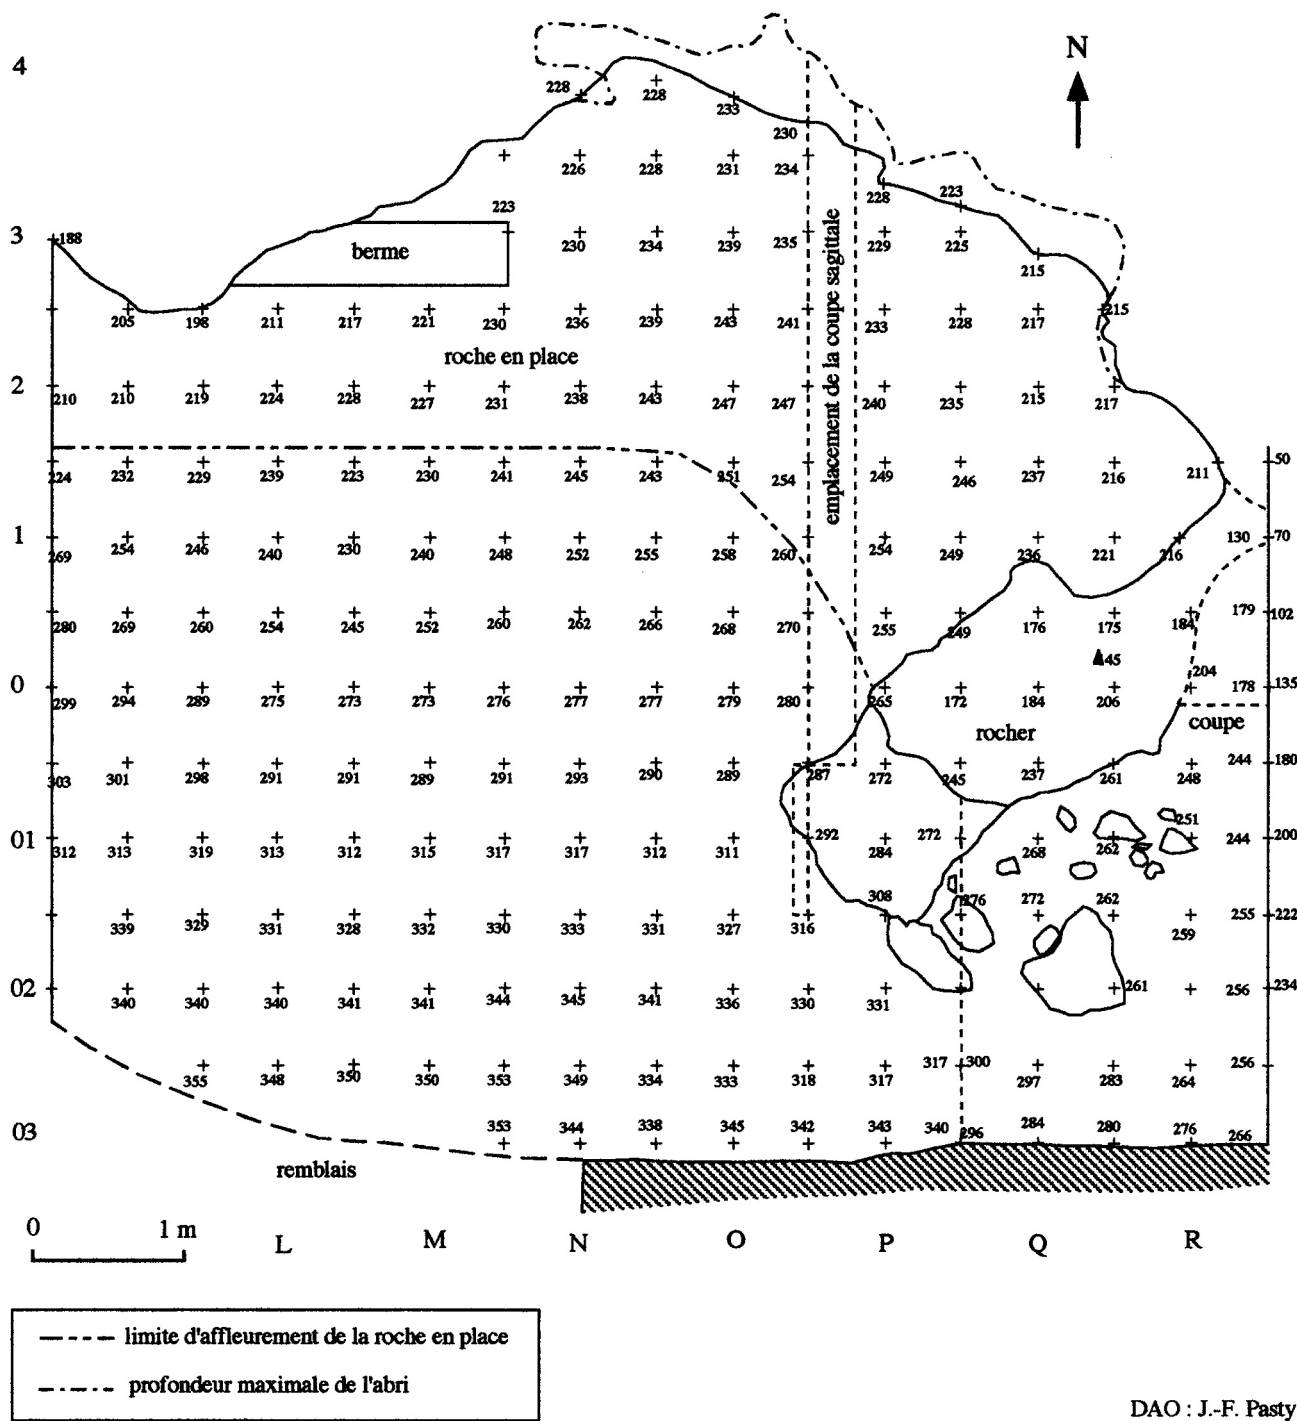 4
N
228 228 233
230
226 228 231 234
228 223
223
3 188 berme 230 234 239 235 229 225
215
205 198 211 217 221 230 236 239 243 241 233 228 217 215
roche en place
emplacement de la coupe sagittale
2
210 210 219 224 228 227 231 238 243 247 247 240 235 215 217
224 232 229 239 223 230 241 245 243 251 254 249 246 237 216 211 50
1 130 70
269 254 246 240 230 240 248 252 255 258 260 254 249 236 221 216
280 269 260 254 245 252 260 262 266 268 270 255 249 176 175 184 179 102
145
204
0 178 135
299 294 289 275 273 273 276 277 277 279 280 265 172 184 206
rocher coupe
303 301 298 291 291 289 291 293 290 289 287 272 245 237 261 248 244 180
251
01
312 313 319 313 312 315 317 317 312 311 292 284 272 268 262 244 200
308 276 272 262
339 329 331 328 332 330 333 331 327 316 259 255 222
02
340 340 340 341 341 344 345 341 336 330 331 261 256 234
355 348 350 350 353 349 334 333 318 317 317 300 297 283 264 256
03 353 344 338 345 342 343 340 296 284 280 276 266
remblais
0 1 m
L M N O P Q R
limite d'affleurement de la roche en place
profondeur maximale de l'abri
DAO : J.-F. Pasty